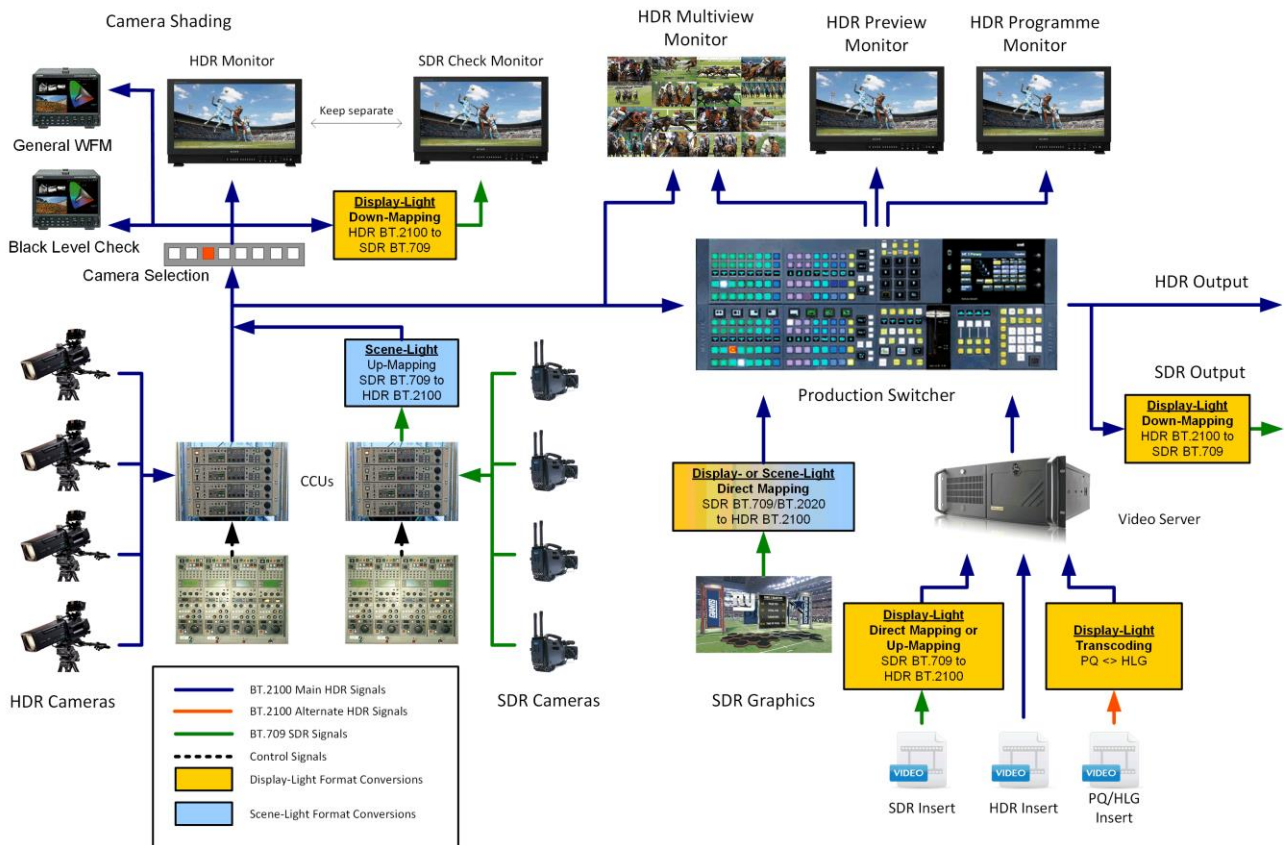 Camera Shading
HDR Monitor
SDR Check Monitor
HDR Multiview
Monitor
HDR Preview
Monitor
HDR Programme
Monitor
Keep separate
General WFM
Black Level Check
Camera Selection
Display-Light
Down-Mapping
HDR BT.2100 to
SDR BT.709
Scene-Light
Up-Mapping
SDR BT.709 to
HDR BT.2100
CCUs
HDR Cameras
SDR Cameras
Production Switcher
HDR Output
SDR Output
Display-Light
Down-Mapping
HDR BT.2100 to
SDR BT.709
Display- or Scene-Light
Direct Mapping
SDR BT.709/BT.2020
to HDR BT.2100
SDR Graphics
Video Server
Display-Light
Direct Mapping or
Up-Mapping
SDR BT.709 to
HDR BT.2100
Display-Light
Transcoding
PQ <> HLG
VIDEO
SDR Insert
VIDEO
HDR Insert
VIDEO
PQ/HLG
Insert
BT.2100 Main HDR Signals
BT.2100 Alternate HDR Signals
BT.709 SDR Signals
Control Signals
Display-Light Format Conversions
Scene-Light Format Conversions